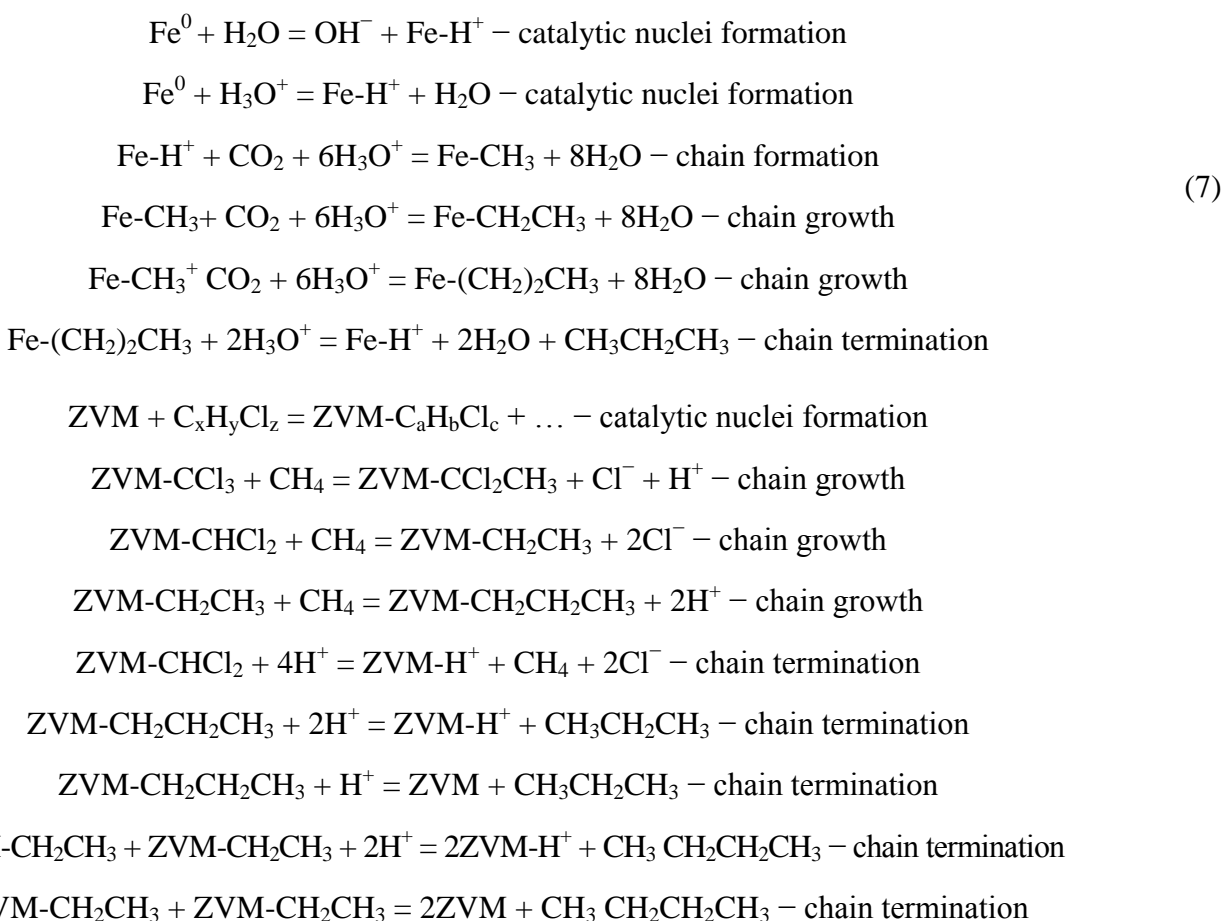 Fe⁰ + H₂O = OH⁻ + Fe-H⁺ − catalytic nuclei formation
Fe⁰ + H₃O⁺ = Fe-H⁺ + H₂O − catalytic nuclei formation
Fe-H⁺ + CO₂ + 6H₃O⁺ = Fe-CH₃ + 8H₂O − chain formation
(7)
Fe-CH₃+ CO₂ + 6H₃O⁺ = Fe-CH₂CH₃ + 8H₂O − chain growth
Fe-CH₃⁺ CO₂ + 6H₃O⁺ = Fe-(CH₂)₂CH₃ + 8H₂O − chain growth
Fe-(CH₂)₂CH₃ + 2H₃O⁺ = Fe-H⁺ + 2H₂O + CH₃CH₂CH₃ − chain termination
ZVM + CₓHᵧCl𝓏 = ZVM-CₐH_bCl_c + … − catalytic nuclei formation
ZVM-CCl₃ + CH₄ = ZVM-CCl₂CH₃ + Cl⁻ + H⁺ − chain growth
ZVM-CHCl₂ + CH₄ = ZVM-CH₂CH₃ + 2Cl⁻ − chain growth
ZVM-CH₂CH₃ + CH₄ = ZVM-CH₂CH₂CH₃ + 2H⁺ − chain growth
ZVM-CHCl₂ + 4H⁺ = ZVM-H⁺ + CH₄ + 2Cl⁻ − chain termination
ZVM-CH₂CH₂CH₃ + 2H⁺ = ZVM-H⁺ + CH₃CH₂CH₃ − chain termination
ZVM-CH₂CH₂CH₃ + H⁺ = ZVM + CH₃CH₂CH₃ − chain termination
-CH₂CH₃ + ZVM-CH₂CH₃ + 2H⁺ = 2ZVM-H⁺ + CH₃ CH₂CH₂CH₃ − chain termination
VM-CH₂CH₃ + ZVM-CH₂CH₃ = 2ZVM + CH₃ CH₂CH₂CH₃ − chain termination